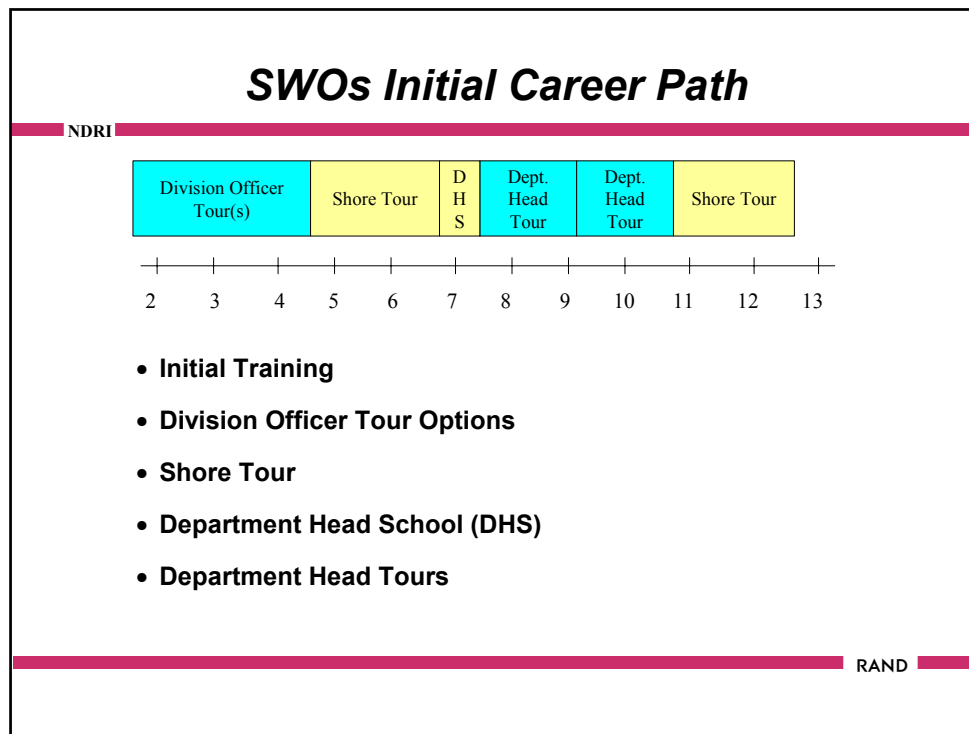 SWOs Initial Career Path
NDRI
Division Officer
Tour(s)
Shore Tour
D
H
S
Dept.
Head
Tour
Dept.
Head
Tour
Shore Tour
2 3 4 5 6 7 8 9 10 11 12 13
• Initial Training
• Division Officer Tour Options
• Shore Tour
• Department Head School (DHS)
• Department Head Tours
RAND